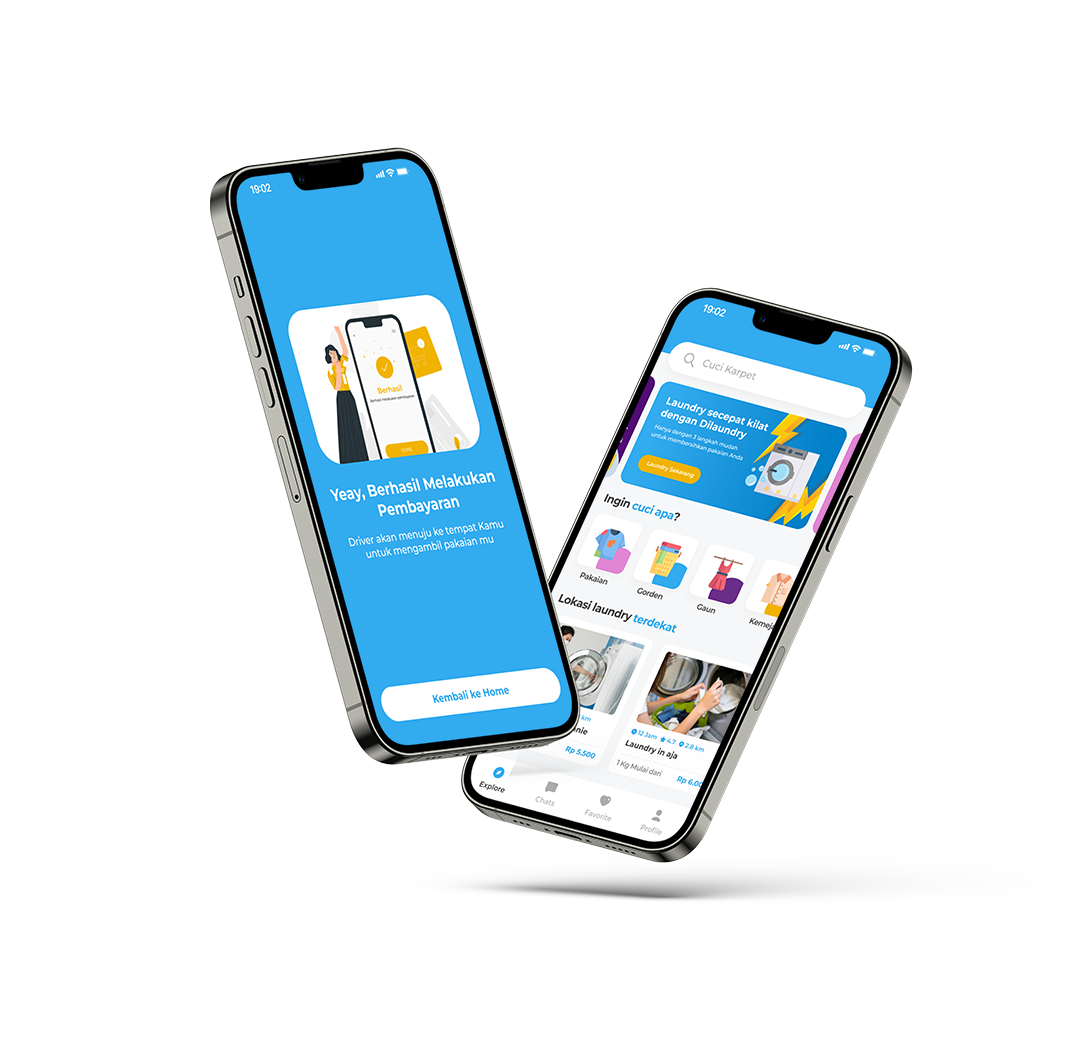 19:02
Berhasil
Berhasil melakukan pembayaran
Yeay, Berhasil Melakukan
Pembayaran
Driver akan menuju ke tempat Kamu
untuk mengambil pakaian mu
Kembali ke Home
19:02
Cuci Karpet
Laundry secepat kilat
dengan Dilaundry
Hanya dengan 3 langkah mudah
untuk membersihkan pakaian Anda
Laundry Sekarang
Ingin cuci apa?
Pakaian
Gorden
Gaun
Kemej
Lokasi laundry terdekat
km
nie
Rp 5.500
12 Jam 4.7 2.8 km
Laundry in aja
1 Kg Mulai dari
Rp 6.00
Explore
Chats
Favorite
Profile